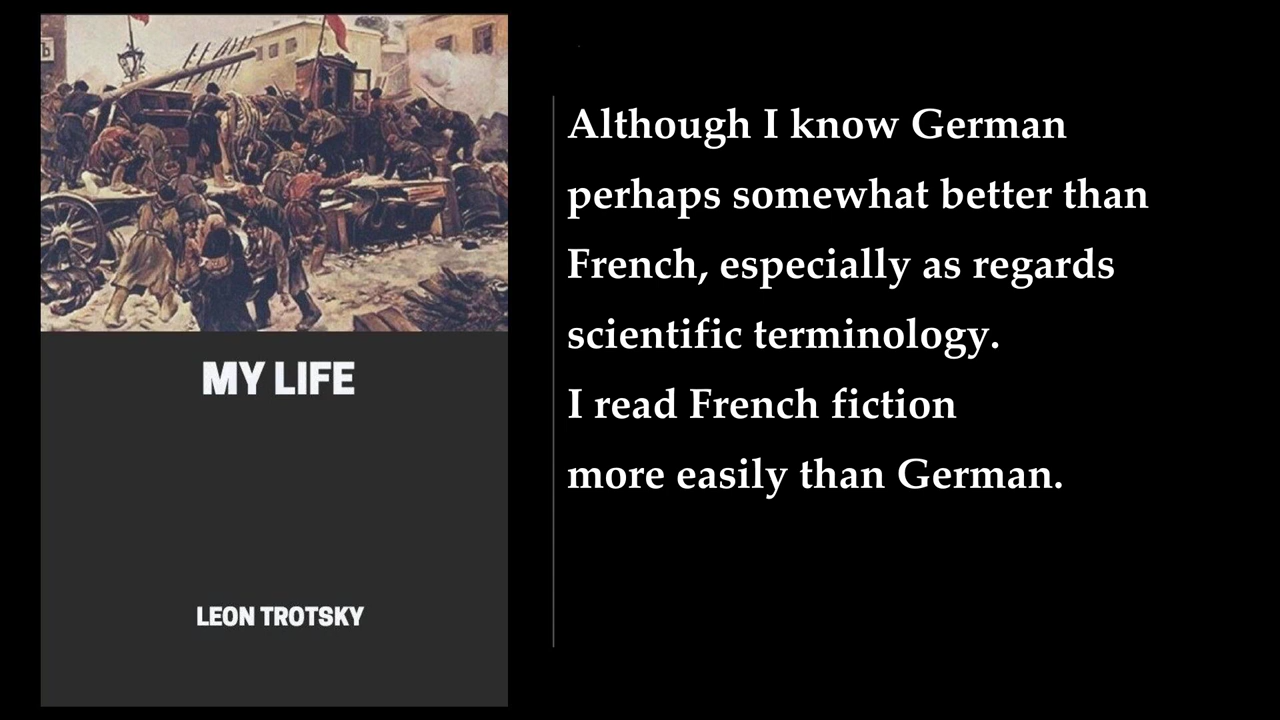 MY LIFE
LEON TROTSKY
Although I know German
perhaps somewhat better than
French, especially as regards
scientific terminology.
I read French fiction
more easily than German.